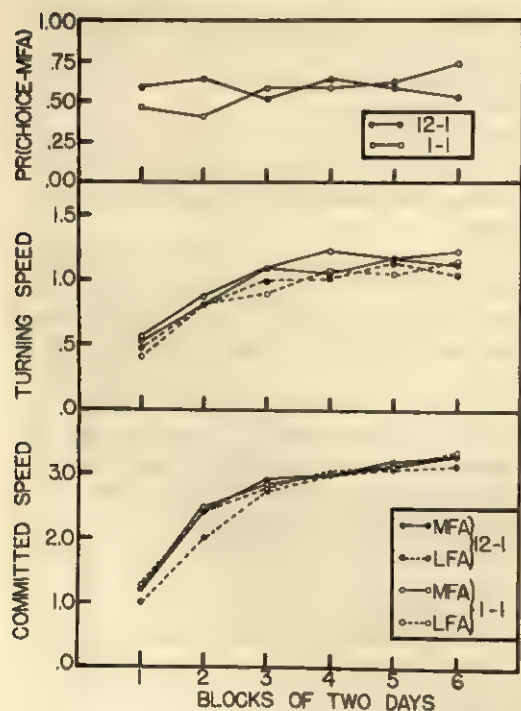 PR(CHOICE-MFA)
1.00
.75
.50
.25
.00
12-1
1-1
TURNING SPEED
1.5
1.0
.5
.0
COMMITTED SPEED
3.0
2.0
1.0
.0
MFA } 12-1
LFA
MFA } 1-1
LFA
1 2 3 4 5 6
BLOCKS OF TWO DAYS